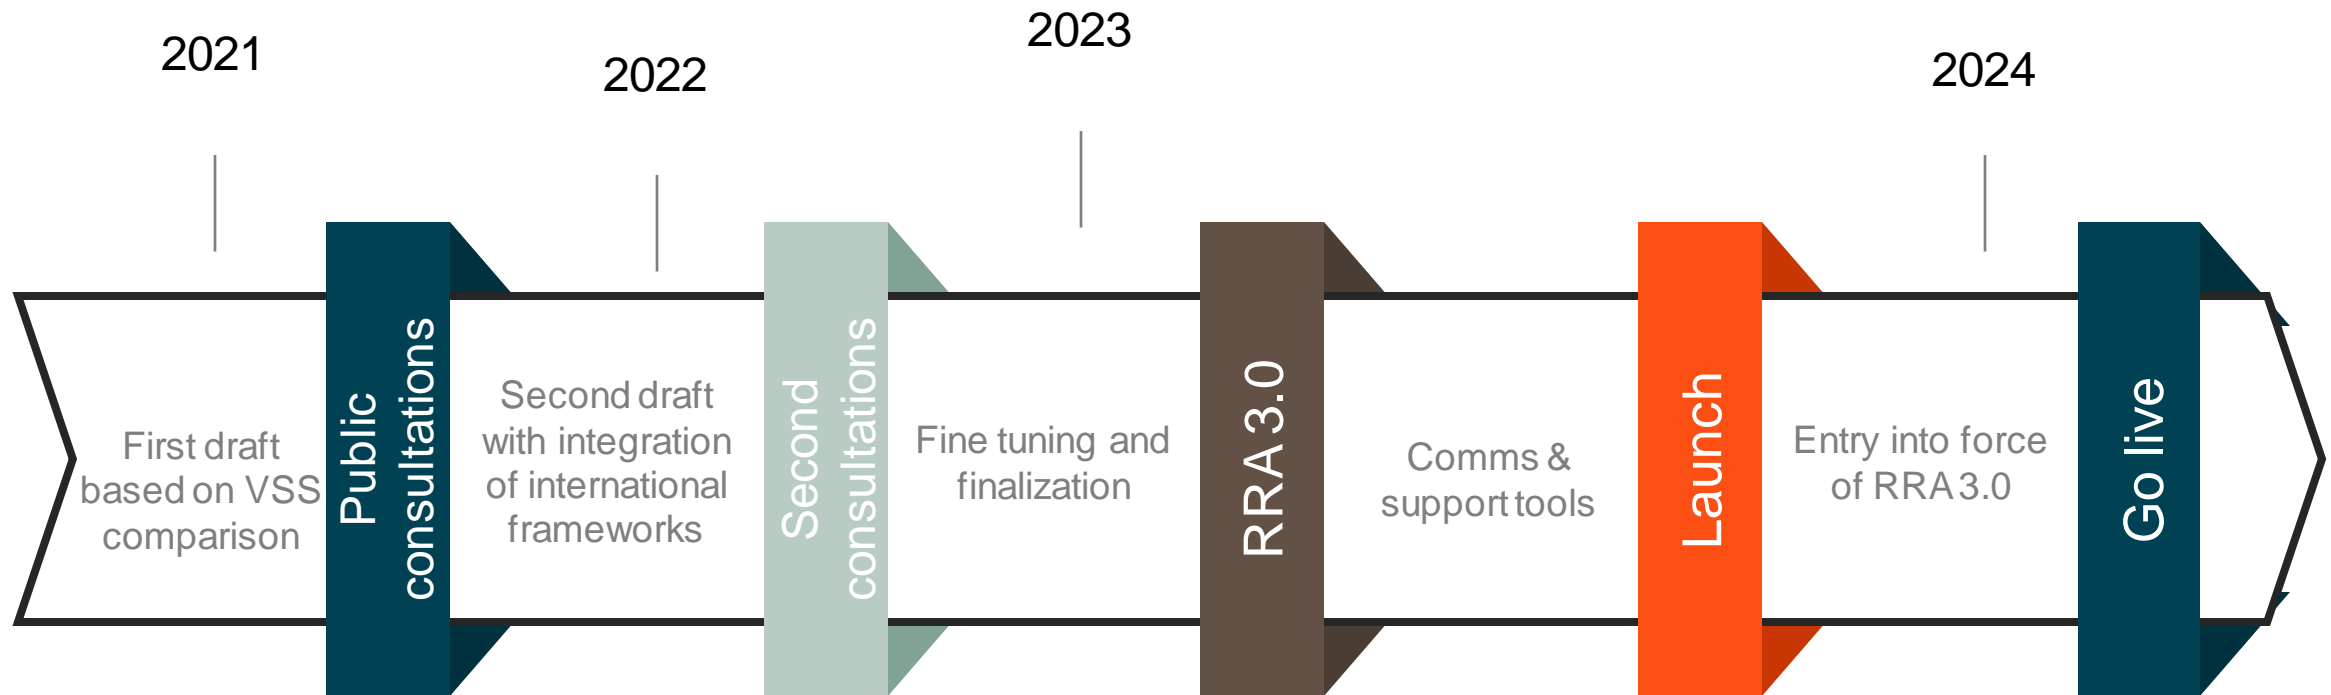 2021
2022
2023
2024
First draft
based on VSS
comparison
Public
consultations
Second draft
with integration
of international
frameworks
Second
consultations
Fine tuning and
finalization
RRA 3.0
Comms &
support tools
Launch
Entry into force
of RRA 3.0
Go live